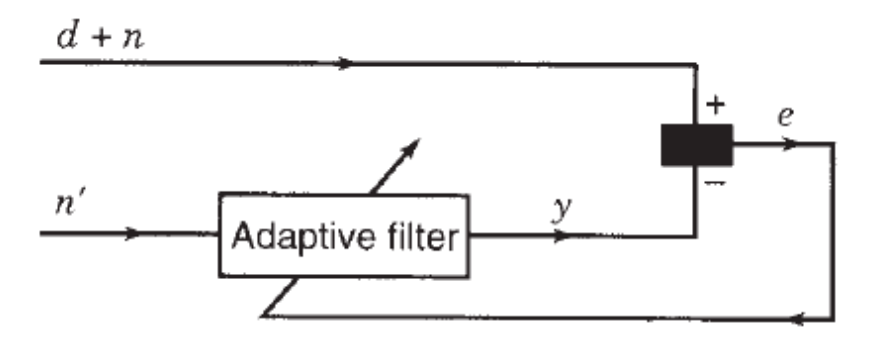 d + n
+
e
−
n′
y
Adaptive filter